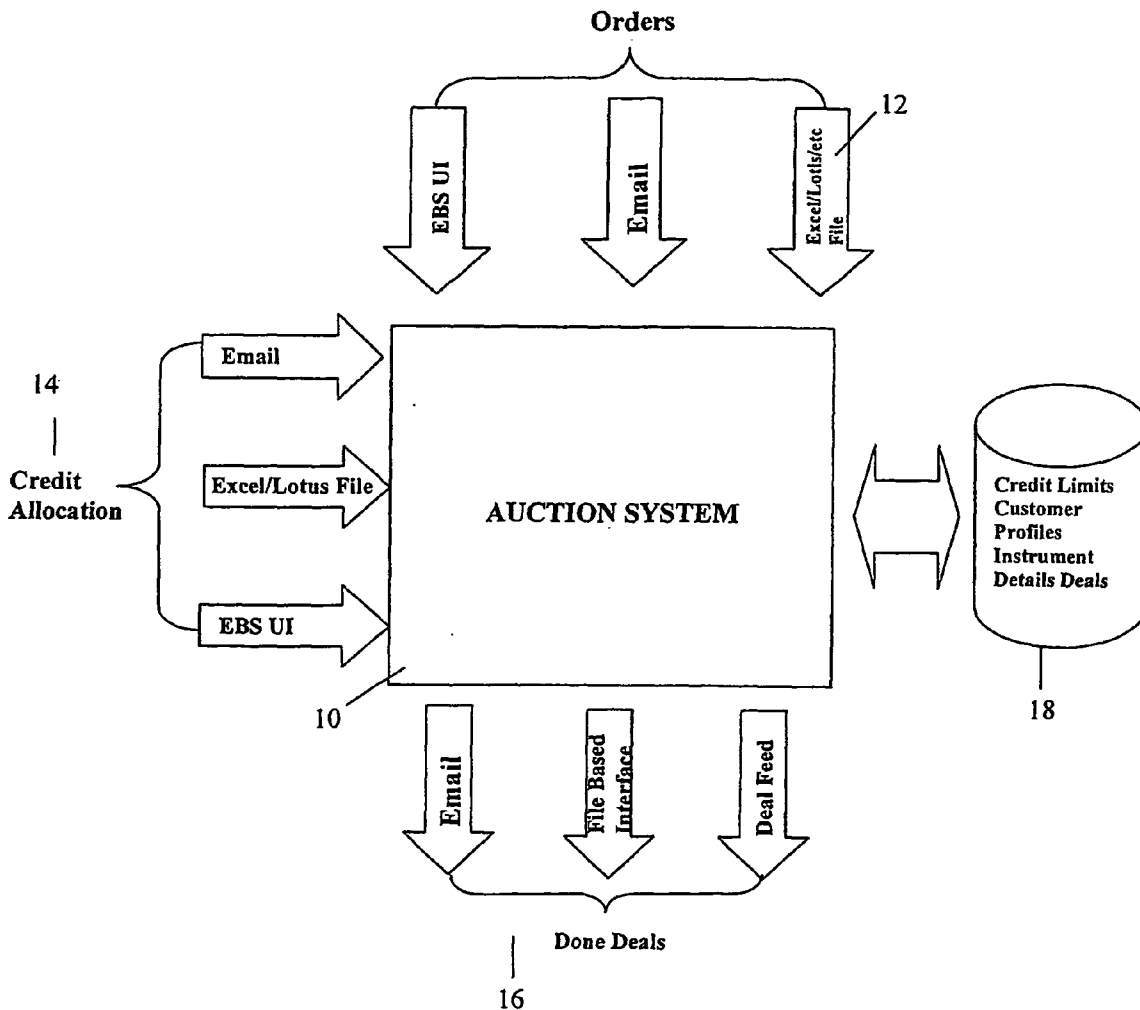 Orders
12
EBS UI
Email
Excel/Lotls/etc
File
Email
14
Credit
Allocation
Excel/Lotus File
AUCTION SYSTEM
Credit Limits
Customer
Profiles
Instrument
Details Deals
EBS UI
10
18
Email
File Based
Interface
Deal Feed
Done Deals
16